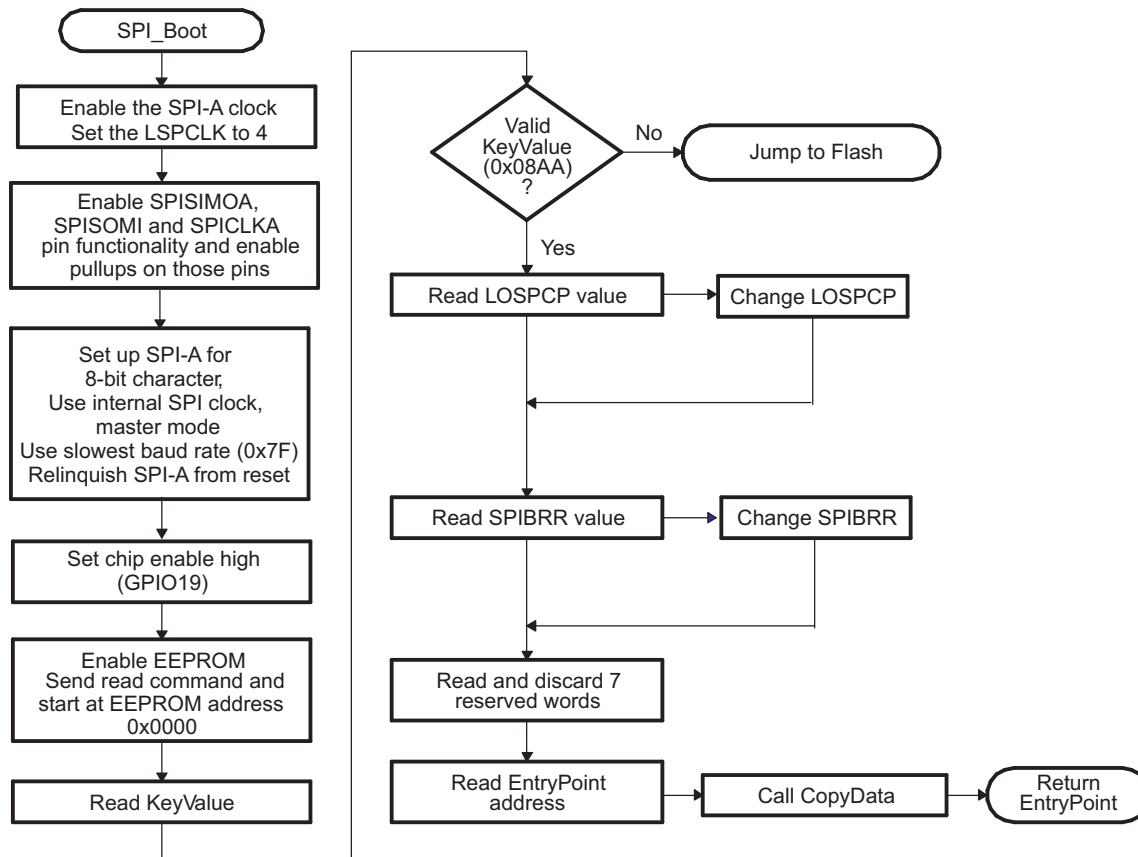 SPI_Boot
Enable the SPI-A clock
Set the LSPCLK to 4
Enable SPISIMOA,
SPISOMI and SPICLKA
pin functionality and enable
pullups on those pins
Set up SPI-A for
8-bit character,
Use internal SPI clock,
master mode
Use slowest baud rate (0x7F)
Relinquish SPI-A from reset
Set chip enable high
(GPIO19)
Enable EEPROM
Send read command and
start at EEPROM address
0x0000
Read KeyValue
Valid
KeyValue
(0x08AA)
?
No
Jump to Flash
Yes
Read LOSPCP value
Change LOSPCP
Read SPIBRR value
Change SPIBRR
Read and discard 7
reserved words
Read EntryPoint
address
Call CopyData
Return
EntryPoint